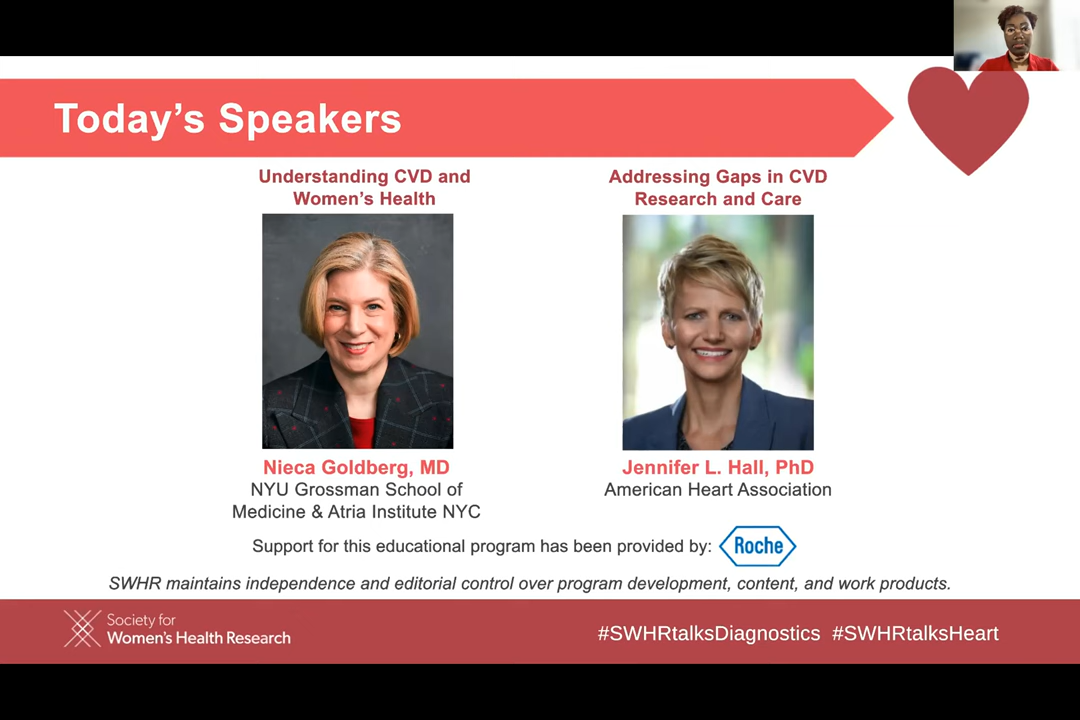 Today's Speakers
Understanding CVD and
Women's Health
Addressing Gaps in CVD
Research and Care
Nieca Goldberg, MD
NYU Grossman School of
Medicine & Atria Institute NYC
Jennifer L. Hall, PhD
American Heart Association
Support for this educational program has been provided by: Roche
SWHR maintains independence and editorial control over program development, content, and work products.
Society for
Women's Health Research
#SWHRtalksDiagnostics #SWHRtalksHeart